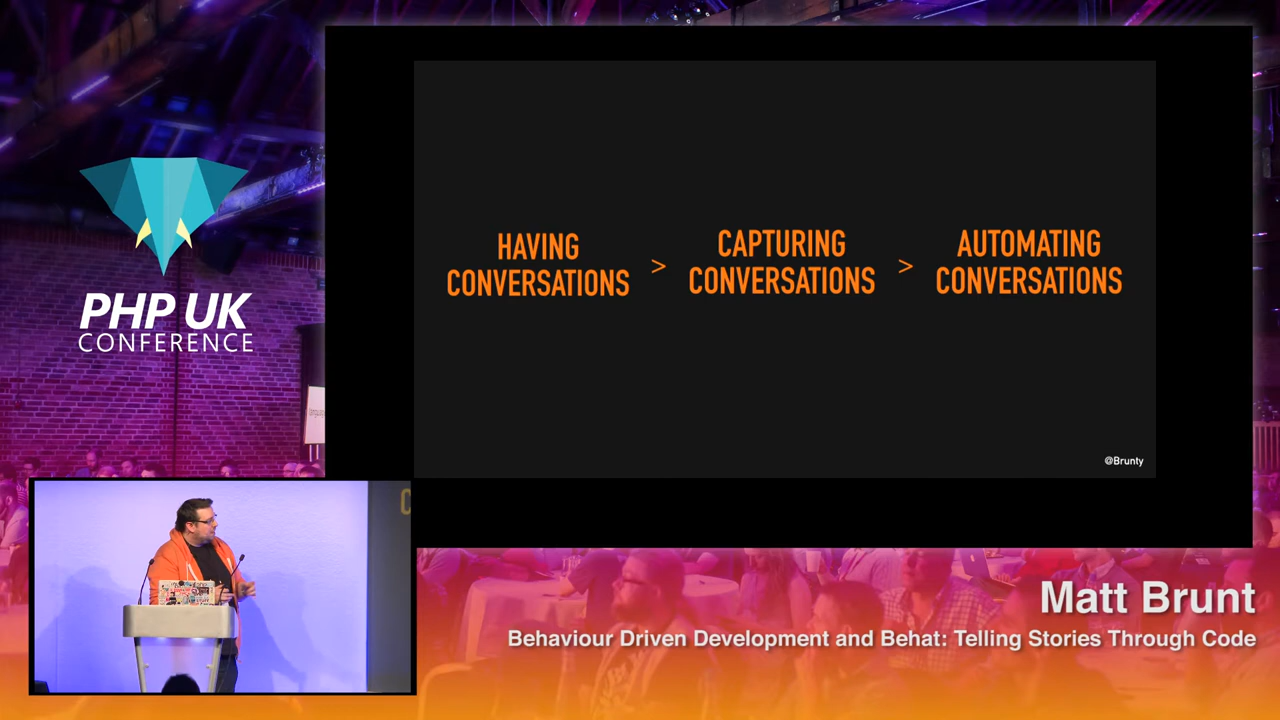 HAVING
CONVERSATIONS
>
CAPTURING
CONVERSATIONS
>
AUTOMATING
CONVERSATIONS
@Brunty
PHP UK
CONFERENCE
Matt Brunt
Behaviour Driven Development and Behat: Telling Stories Through Code